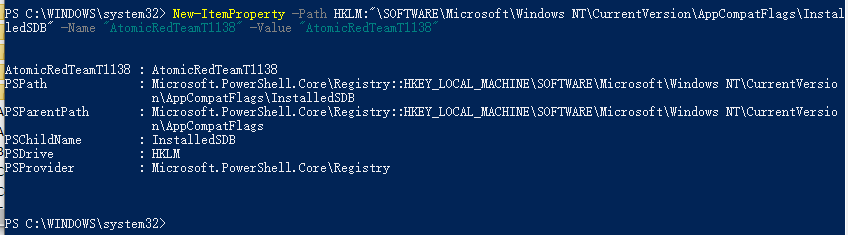 PS C:\WINDOWS\system32> New-ItemProperty -Path HKLM:"\SOFTWARE\Microsoft\Windows NT\CurrentVersion\AppCompatFlags\Instal
ledSDB" -Name "AtomicRedTeamT1138" -Value "AtomicRedTeamT1138"
AtomicRedTeamT1138 : AtomicRedTeamT1138
PSPath : Microsoft.PowerShell.Core\Registry::HKEY_LOCAL_MACHINE\SOFTWARE\Microsoft\Windows NT\CurrentVersio
n\AppCompatFlags\InstalledSDB
PSParentPath : Microsoft.PowerShell.Core\Registry::HKEY_LOCAL_MACHINE\SOFTWARE\Microsoft\Windows NT\CurrentVersio
n\AppCompatFlags
PSChildName : InstalledSDB
PSDrive : HKLM
PSProvider : Microsoft.PowerShell.Core\Registry
PS C:\WINDOWS\system32>